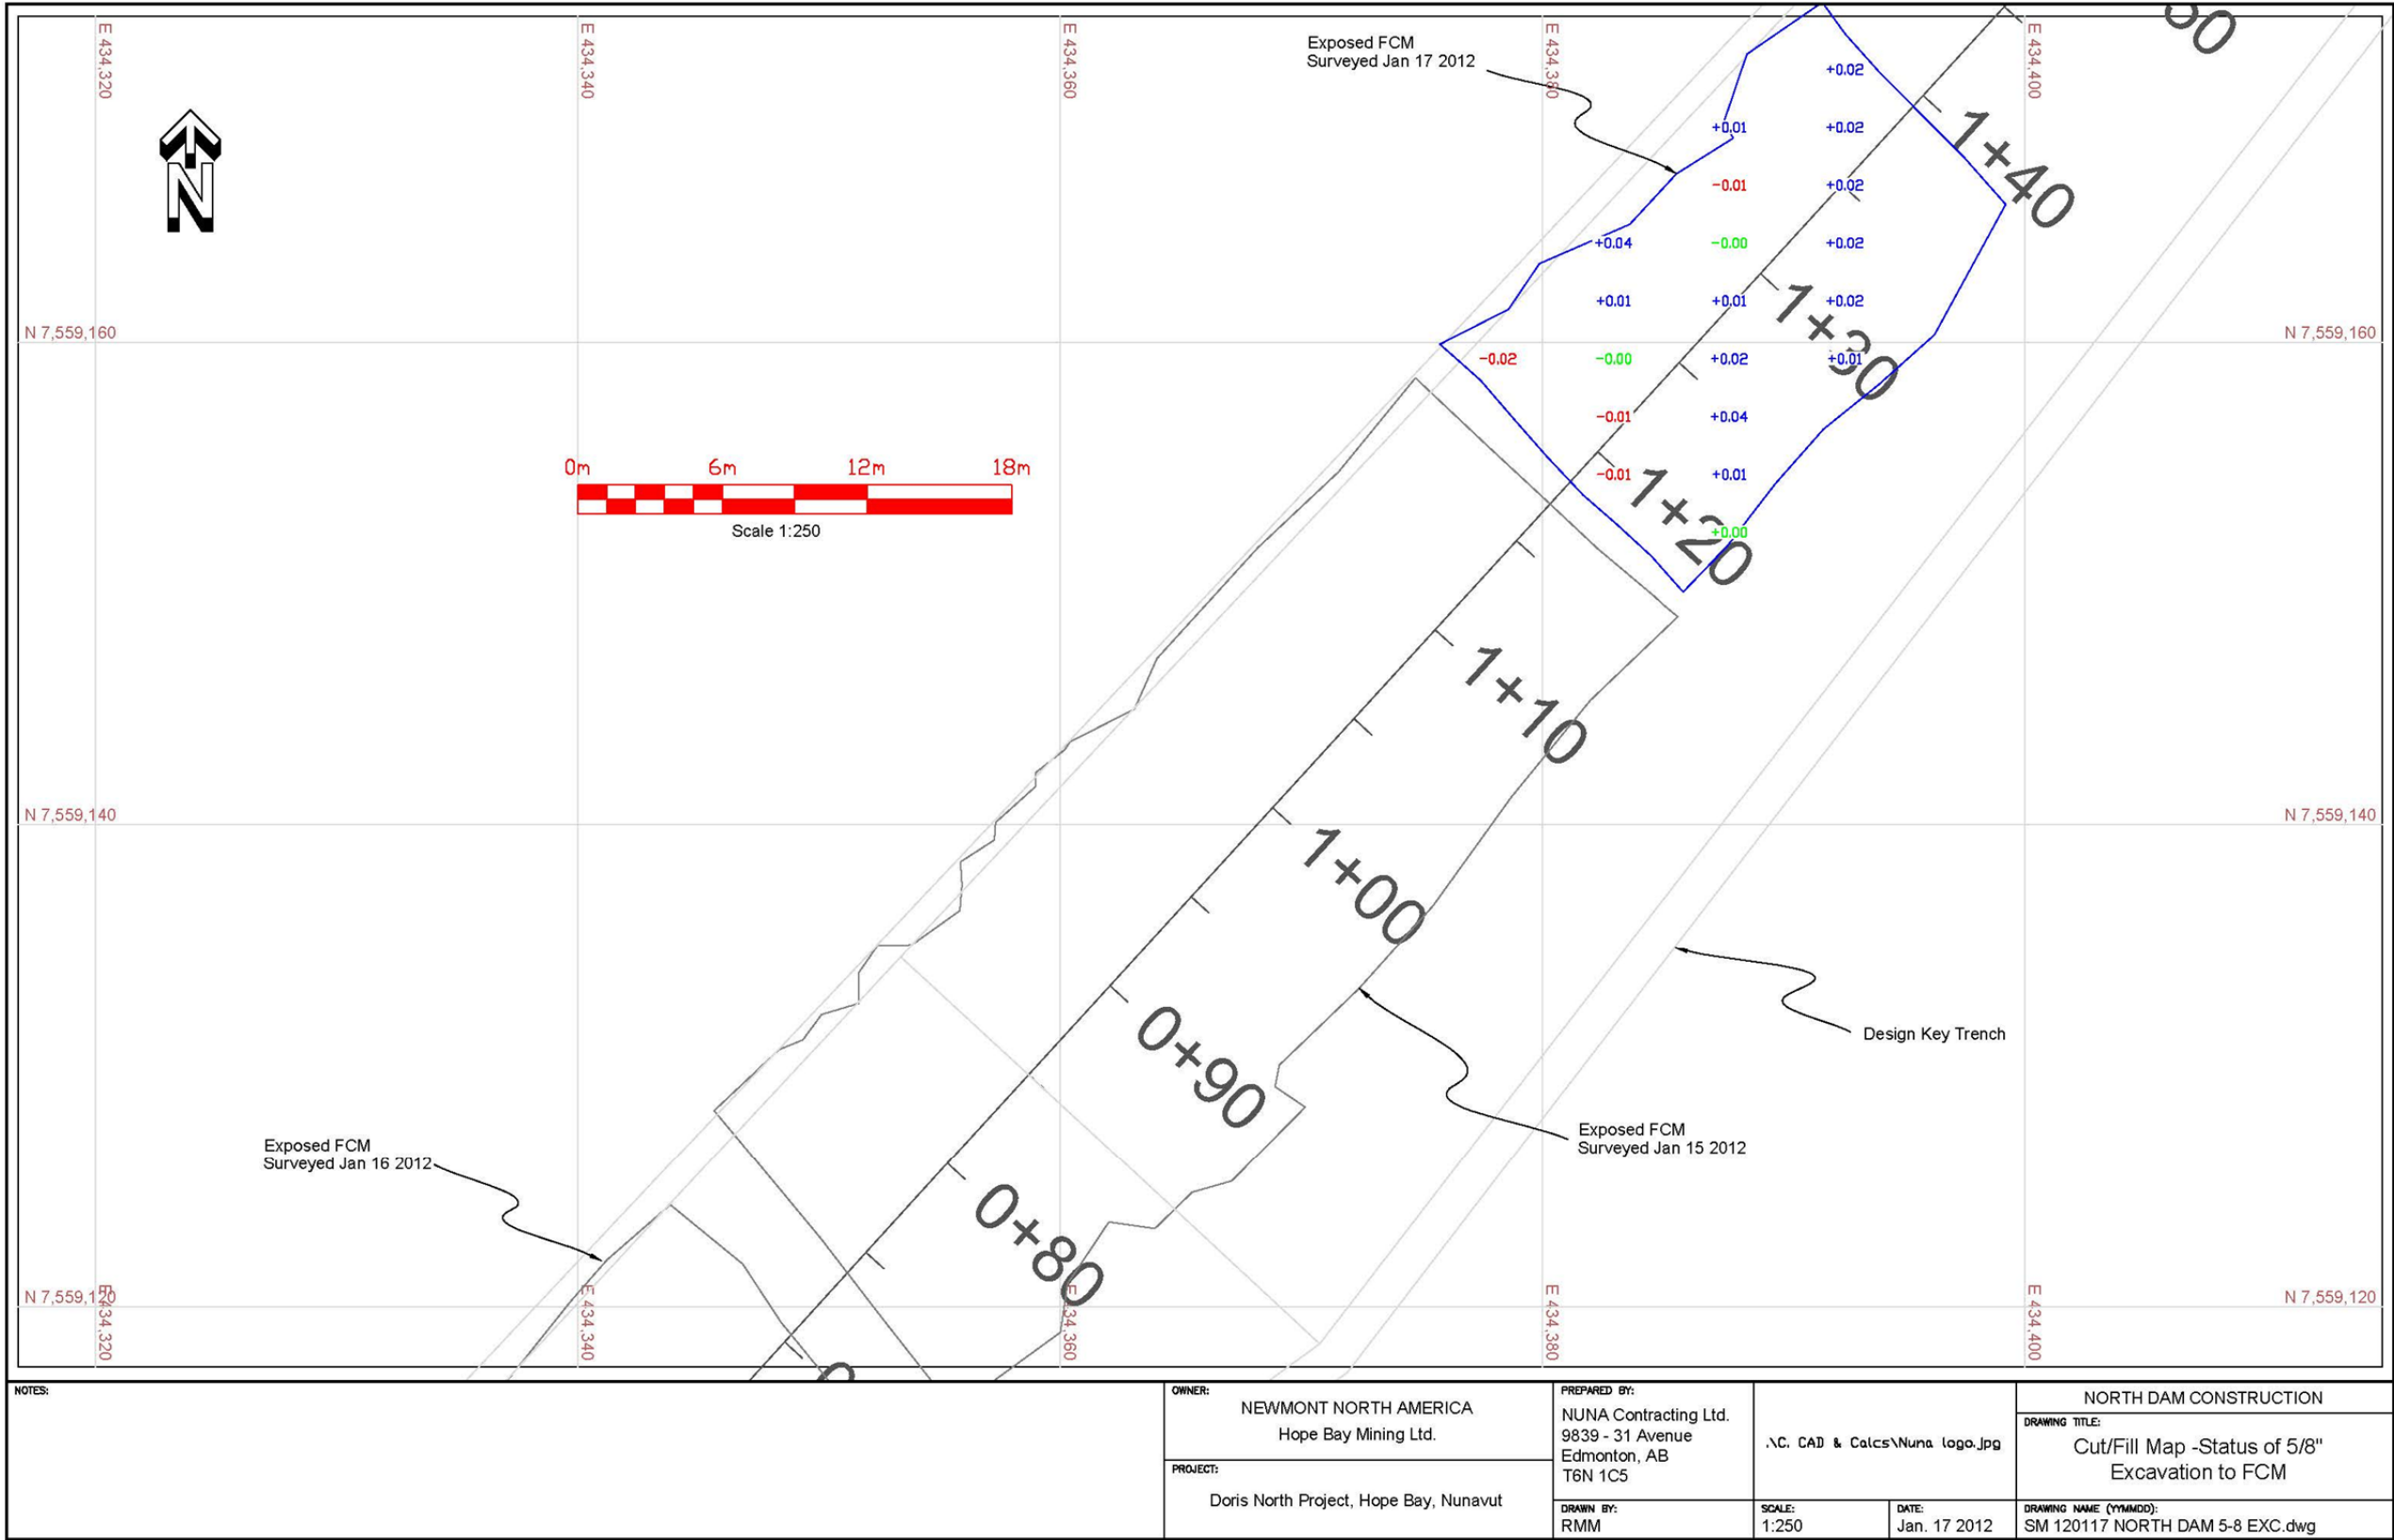 E 434,320
E 434,340
E 434,360
E 434,380
E 434,400
Exposed FCM
Surveyed Jan 17 2012
N
+0.02
+0.01
+0.02
1+40
-0.01
+0.02
+0.04
-0.00
+0.02
+0.01
+0.01
+0.02
1+30
N 7,559,160
N 7,559,160
-0.02
-0.00
+0.02
+0.01
-0.01
+0.04
-0.01
+0.01
1+20
+0.00
0m 6m 12m 18m
Scale 1:250
1+10
N 7,559,140
N 7,559,140
1+00
0+90
Design Key Trench
Exposed FCM
Surveyed Jan 15 2012
Exposed FCM
Surveyed Jan 16 2012
0+80
N 7,559,120
N 7,559,120
E 434,320
E 434,340
E 434,360
E 434,380
E 434,400
NOTES:
OWNER:
NEWMONT NORTH AMERICA
Hope Bay Mining Ltd.
PROJECT:
Doris North Project, Hope Bay, Nunavut
PREPARED BY:
NUNA Contracting Ltd.
9839 - 31 Avenue
Edmonton, AB
T6N 1C5
.\C. CAD & Calcs\Nuna logo.jpg
DRAWN BY:
RMM
SCALE:
1:250
DATE:
Jan. 17 2012
NORTH DAM CONSTRUCTION
DRAWING TITLE:
Cut/Fill Map -Status of 5/8"
Excavation to FCM
DRAWING NAME (YYMMDD):
SM 120117 NORTH DAM 5-8 EXC.dwg